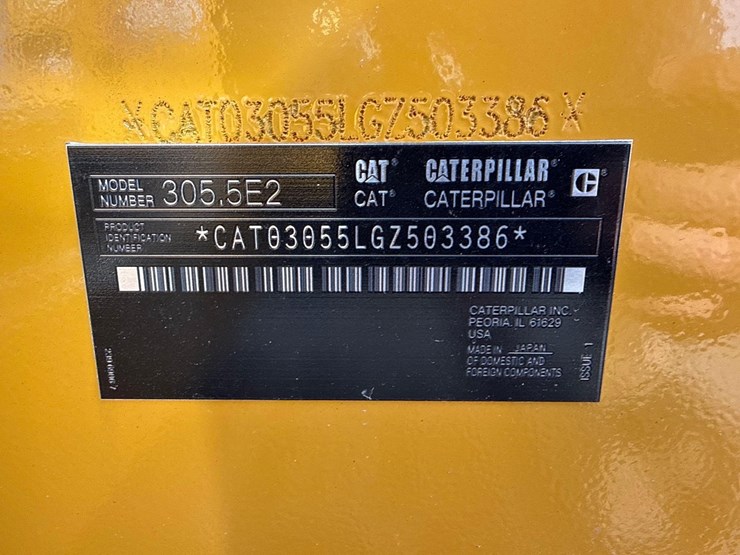 *CAT03055LGZ503386*
CAT® CATERPILLAR®
MODEL NUMBER 305.5E2
CAT® CATERPILLAR®
PRODUCT IDENTIFICATION NUMBER *CAT03055LGZ503386*
CATERPILLAR INC.
PEORIA, IL 61629
USA
MADE IN JAPAN
OF DOMESTIC AND
FOREIGN COMPONENTS
ISSUE 1